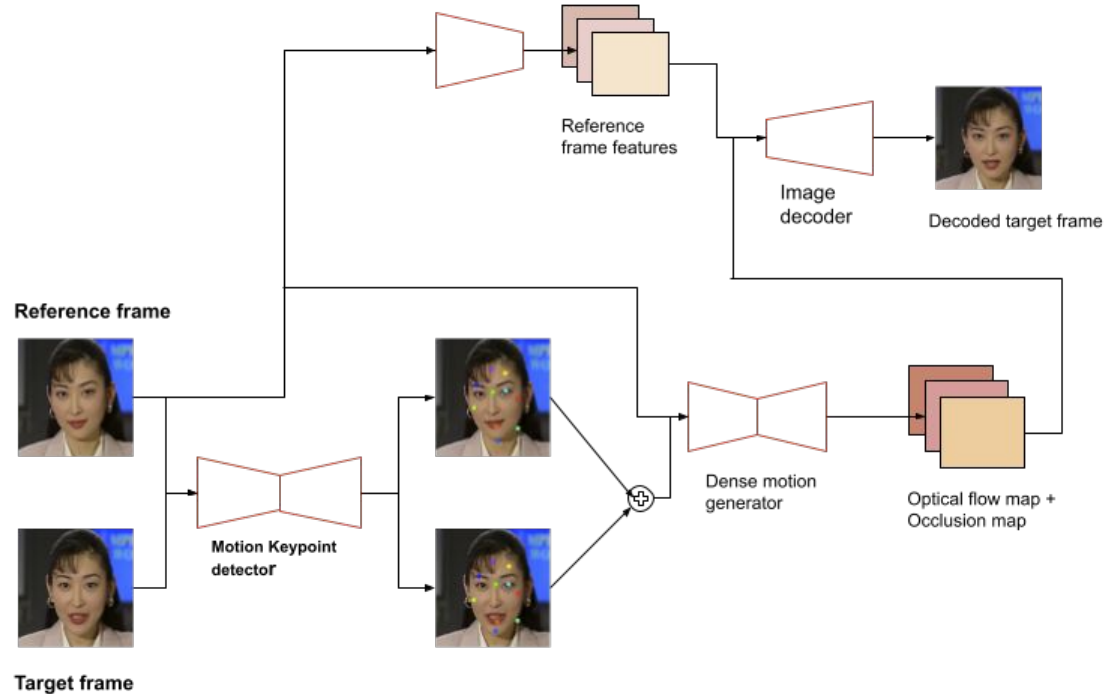 Reference
frame features
Image
decoder
Decoded target frame
Reference frame
Dense motion
generator
Optical flow map +
Occlusion map
Motion Keypoint
detector
Target frame